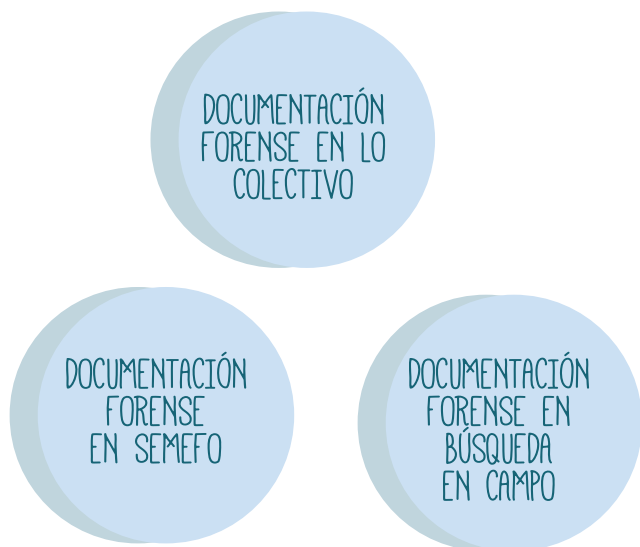 DOCUMENTACIÓN
FORENSE EN LO
COLECTIVO
DOCUMENTACIÓN
FORENSE
EN SEMEFO
DOCUMENTACIÓN
FORENSE EN
BÚSQUEDA
EN CAMPO